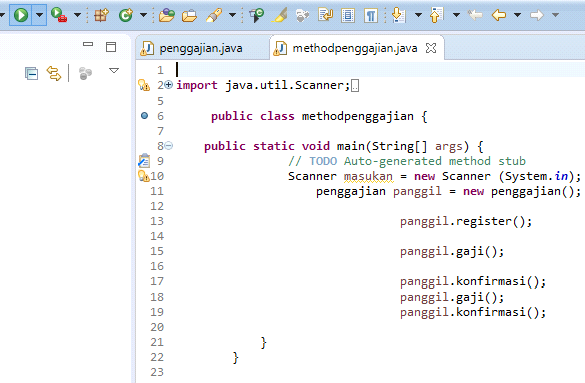 penggajian.java
methodpenggajian.java
1
2 import java.util.Scanner;
5
6 public class methodpenggajian {
7
8 public static void main(String[] args) {
9 // TODO Auto-generated method stub
10 Scanner masukan = new Scanner (System.in);
11 penggajian panggil = new penggajian();
12
13 panggil.register();
14
15 panggil.gaji();
16
17 panggil.konfirmasi();
18 panggil.gaji();
19 panggil.konfirmasi();
20
21 }
22 }
23